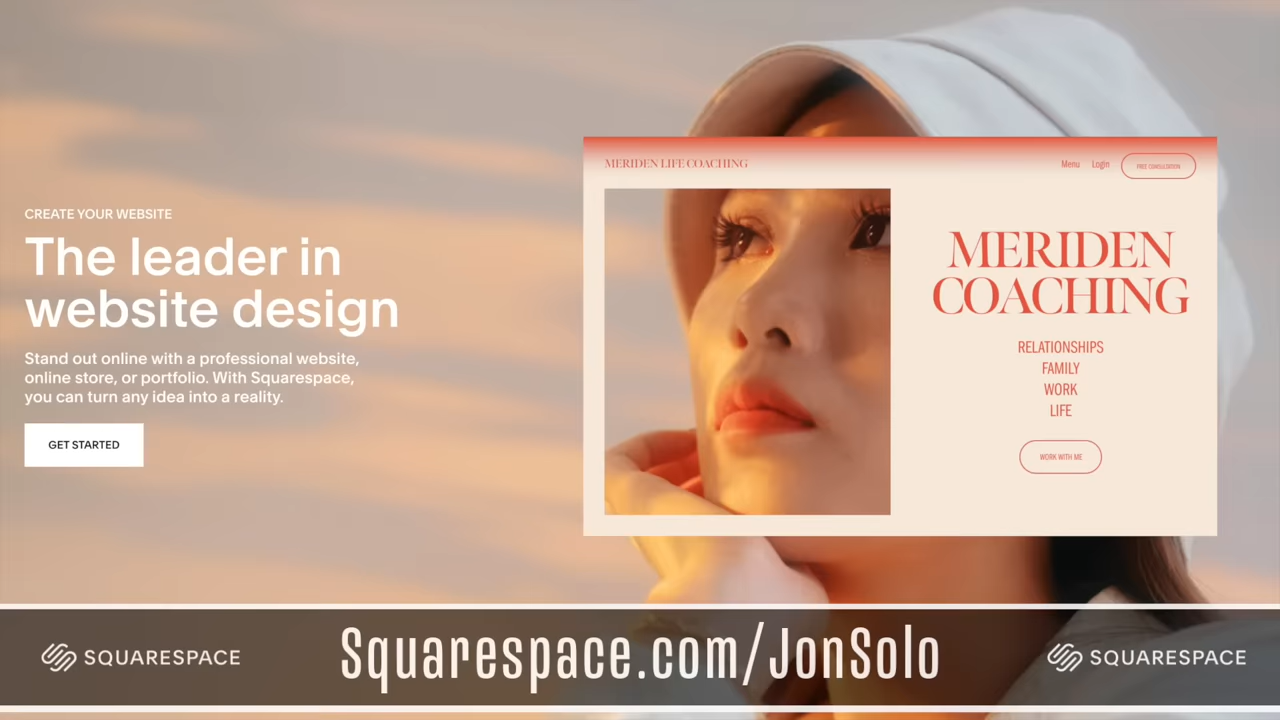 CREATE YOUR WEBSITE
The leader in
website design
Stand out online with a professional website,
online store, or portfolio. With Squarespace,
you can turn any idea into a reality.
GET STARTED
MERIDEN LIFE COACHING
Menu Login FREE CONSULTATION
MERIDEN
COACHING
RELATIONSHIPS
FAMILY
WORK
LIFE
WORK WITH ME
SQUARESPACE Squarespace.com/JonSolo SQUARESPACE